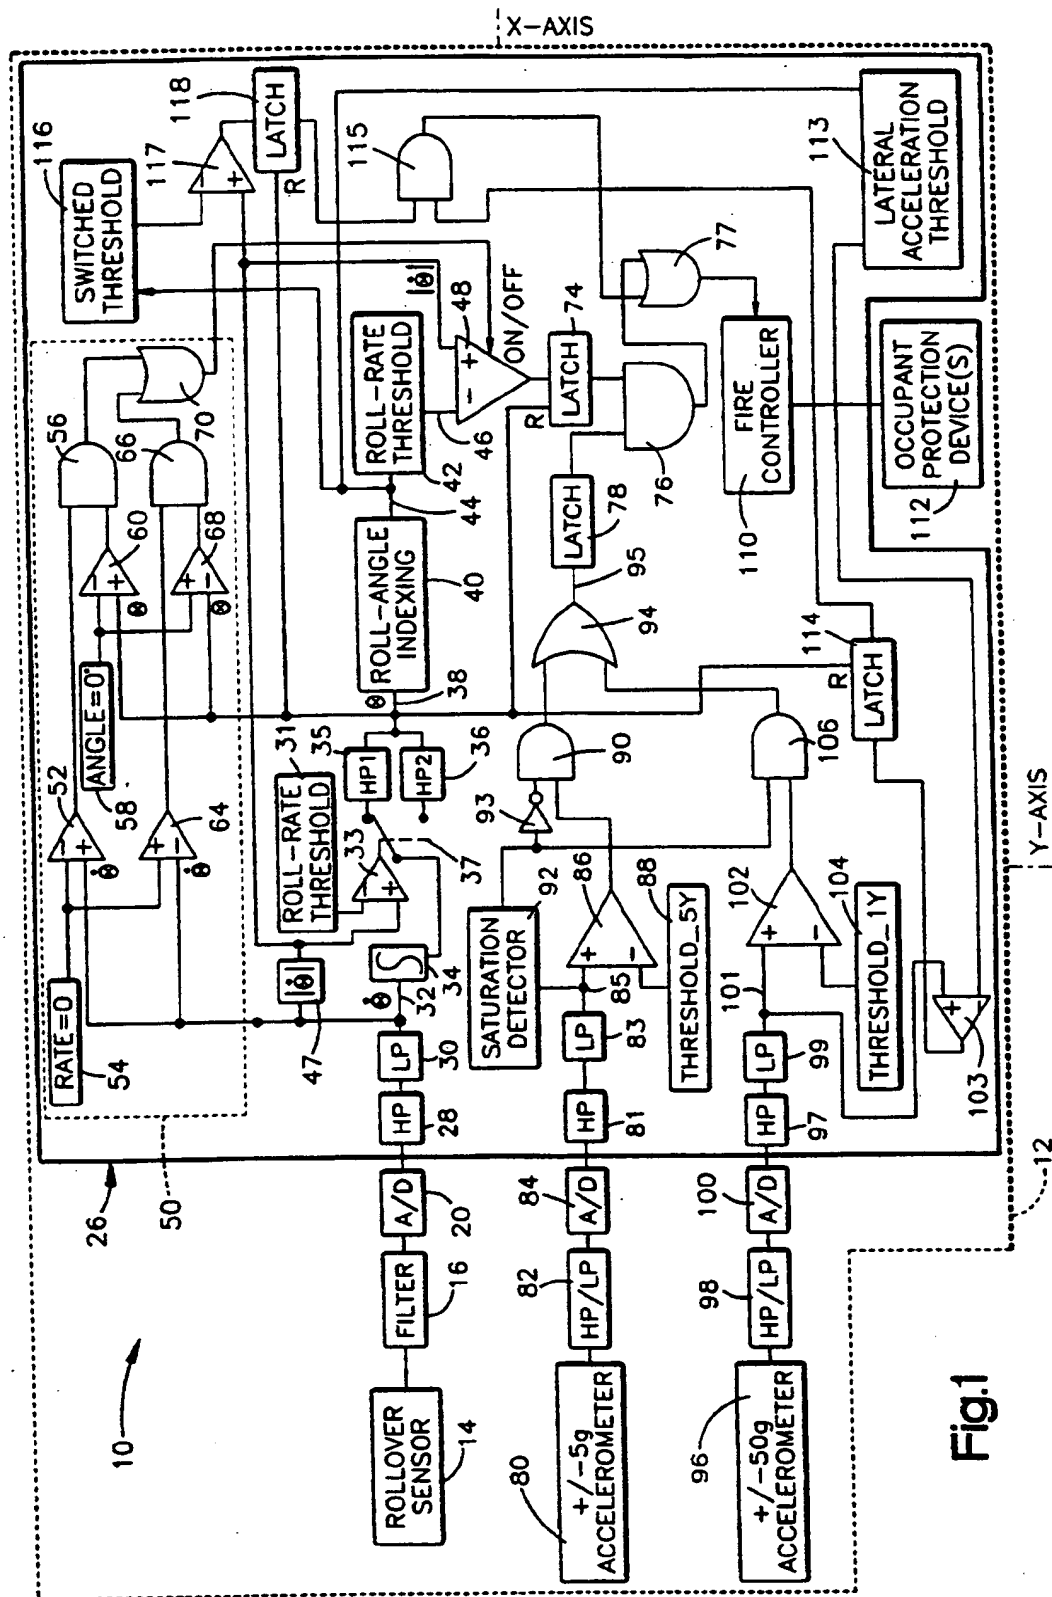 Fig.1
10
12
X-AXIS
Y-AXIS
26
50
ROLLOVER
SENSOR
14
FILTER
16
A/D
20
HP
28
LP
30
Θ̇
32
34
|Θ̇|
47
ROLL-RATE
THRESHOLD
31
33
-
+
37
HP1
35
HP2
36
Θ
38
ROLL-ANGLE
INDEXING
40
44
ROLL-RATE
THRESHOLD
42
46
|Θ̇|
-
+
48
ON/OFF
R
LATCH
74
RATE=0
54
-
+
52
Θ̇
+
-
64
Θ̇
ANGLE=0°
58
-
+
60
Θ
+
-
68
Θ
56
66
70
SWITCHED
THRESHOLD
116
-
+
117
LATCH
118
R
115
+/-5g
ACCELEROMETER
80
HP/LP
82
A/D
84
HP
81
LP
83
85
SATURATION
DETECTOR
92
+
-
86
THRESHOLD_5Y
88
93
90
94
95
LATCH
78
76
77
FIRE
CONTROLLER
110
OCCUPANT
PROTECTION
DEVICE(S)
112
LATERAL
ACCELERATION
THRESHOLD
113
+/-50g
ACCELEROMETER
96
HP/LP
98
A/D
100
HP
97
LP
99
101
+
-
102
THRESHOLD_1Y
104
106
+
-
103
R
LATCH
114